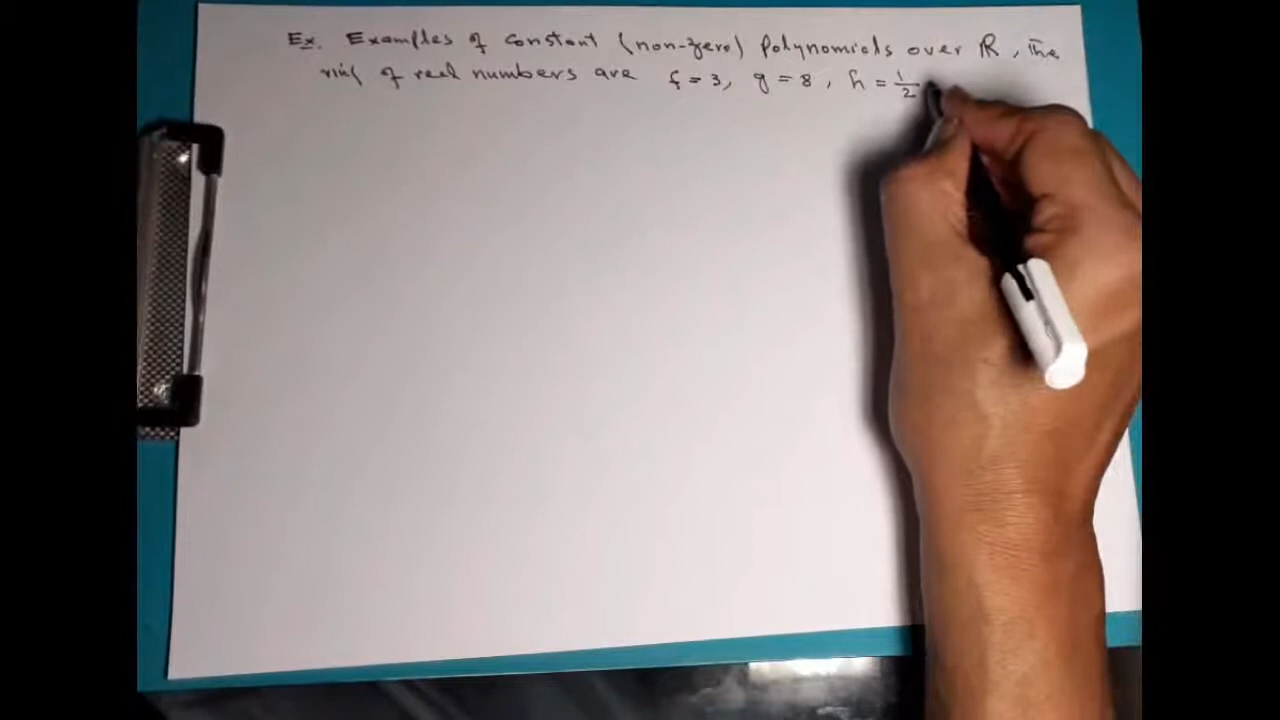 Ex. Examples of constant (non-zero) polynomials over ℝ, the
ring of real numbers are f = 3, g = 8, h = 1/2